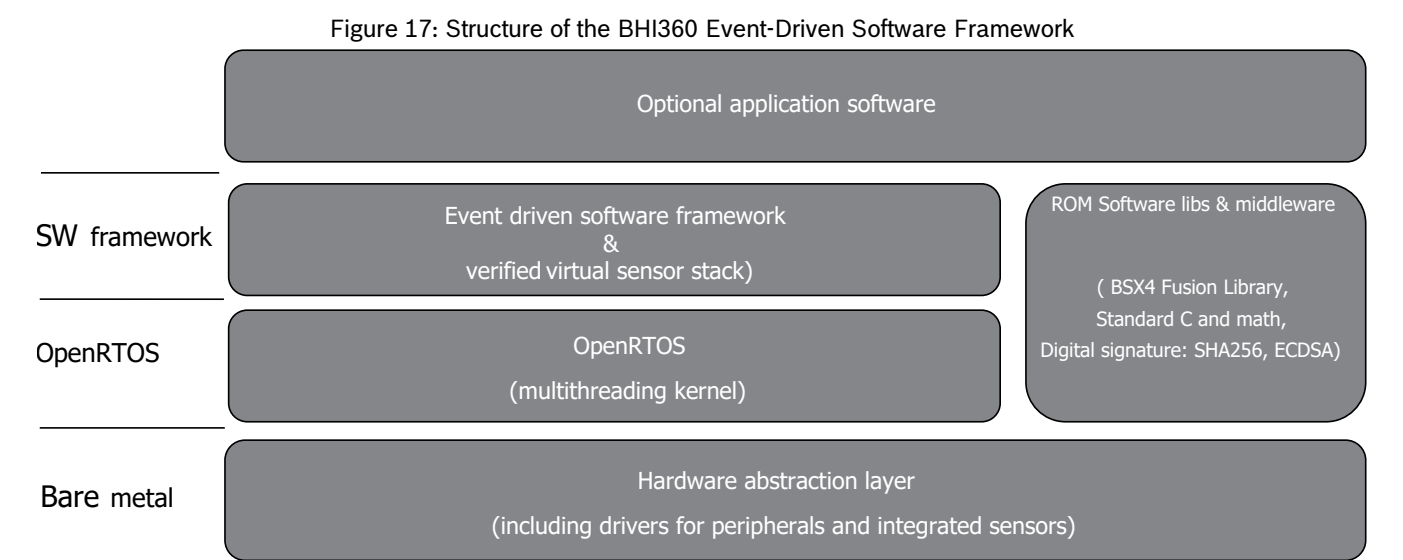 Figure 17: Structure of the BHI360 Event-Driven Software Framework
Optional application software
SW framework
Event driven software framework
&
verified virtual sensor stack)
ROM Software libs & middleware
( BSX4 Fusion Library,
Standard C and math,
Digital signature: SHA256, ECDSA)
OpenRTOS
OpenRTOS
(multithreading kernel)
Bare metal
Hardware abstraction layer
(including drivers for peripherals and integrated sensors)